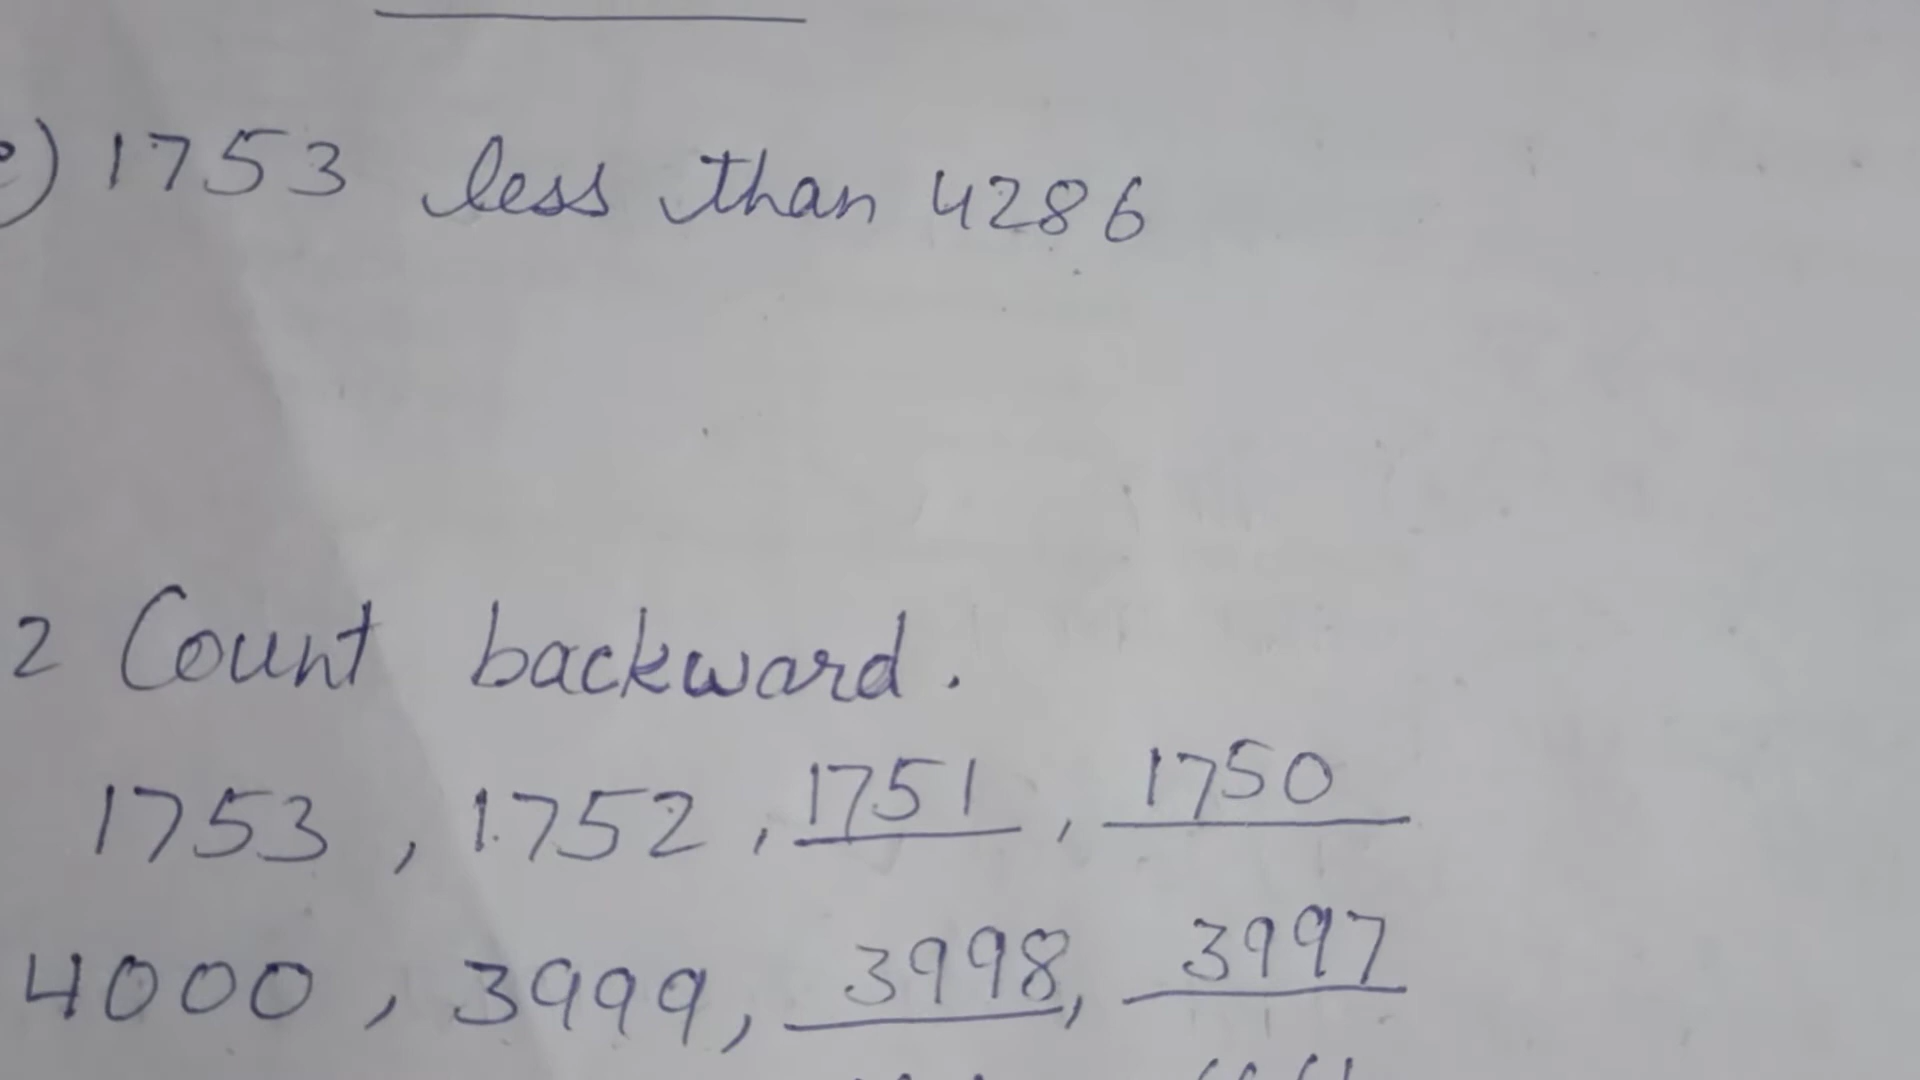 ) 1753 less than 4286
2 Count backward.
1753 , 1752 , 1751 , 1750
4000 , 3999 , 3998 , 3997